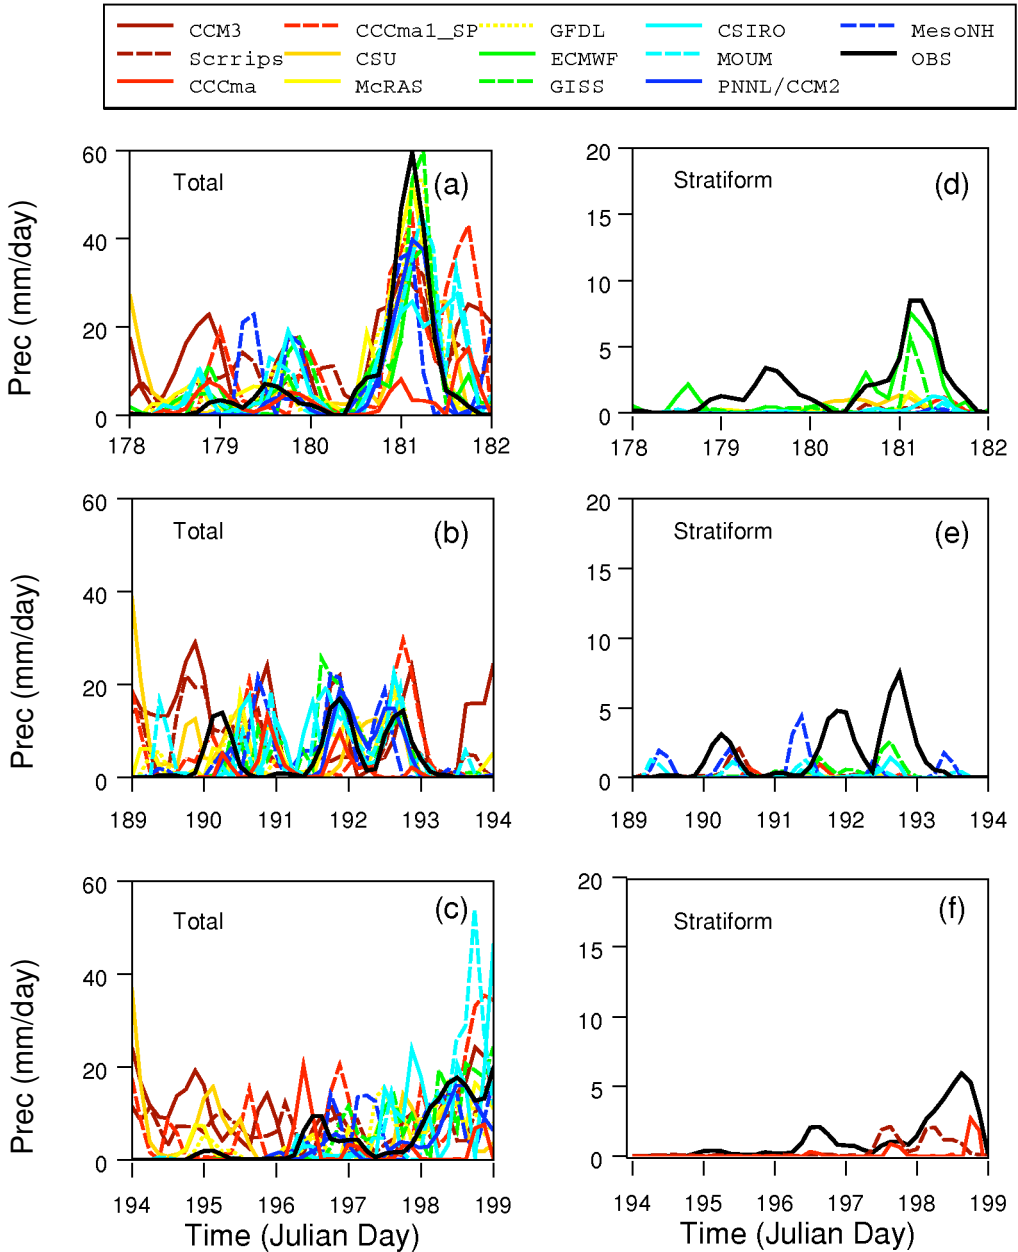 CCM3 CCCma1_SP GFDL CSIRO MesoNH
Scrrips CSU ECMWF MOUM OBS
CCCma McRAS GISS PNNL/CCM2
60 Total (a) 20 Stratiform (d)
15
40
Prec (mm/day) 10
20
5
0 0
178 179 180 181 182 178 179 180 181 182
60 Total (b) 20 Stratiform (e)
15
40
Prec (mm/day) 10
20
5
0 0
189 190 191 192 193 194 189 190 191 192 193 194
60 Total (c) 20 Stratiform (f)
15
40
Prec (mm/day) 10
20
5
0 0
194 195 196 197 198 199 194 195 196 197 198 199
Time (Julian Day) Time (Julian Day)